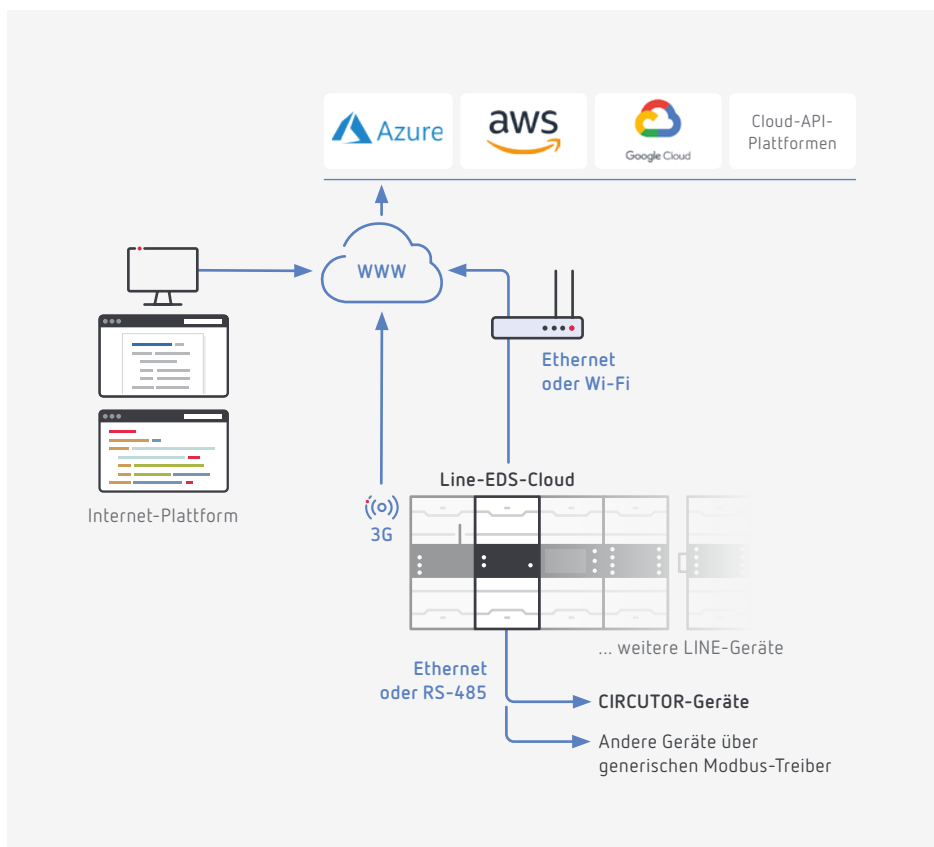 Azure
aws
Google Cloud
Cloud-API-
Plattformen
WWW
Ethernet
oder Wi-Fi
Internet-Plattform
3G
Line-EDS-Cloud
... weitere LINE-Geräte
Ethernet
oder RS-485
CIRCUTOR-Geräte
Andere Geräte über
generischen Modbus-Treiber